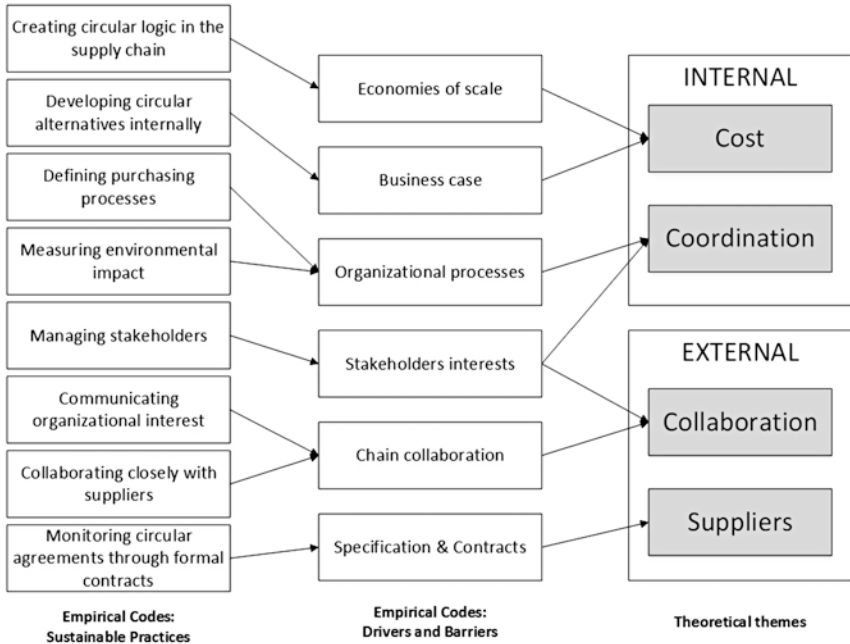 Creating circular logic in the
supply chain
Developing circular
alternatives internally
Defining purchasing
processes
Measuring environmental
impact
Managing stakeholders
Communicating
organizational interest
Collaborating closely with
suppliers
Monitoring circular
agreements through formal
contracts
Empirical Codes:
Sustainable Practices
Economies of scale
Business case
Organizational processes
Stakeholders interests
Chain collaboration
Specification & Contracts
Empirical Codes:
Drivers and Barriers
INTERNAL
Cost
Coordination
EXTERNAL
Collaboration
Suppliers
Theoretical themes